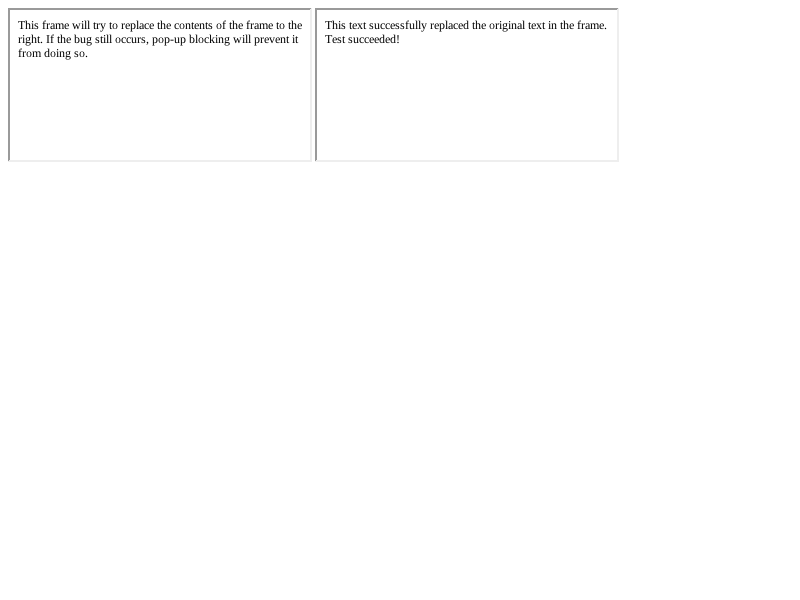 This frame will try to replace the contents of the frame to the
right. If the bug still occurs, pop-up blocking will prevent it
from doing so.
This text successfully replaced the original text in the frame.
Test succeeded!